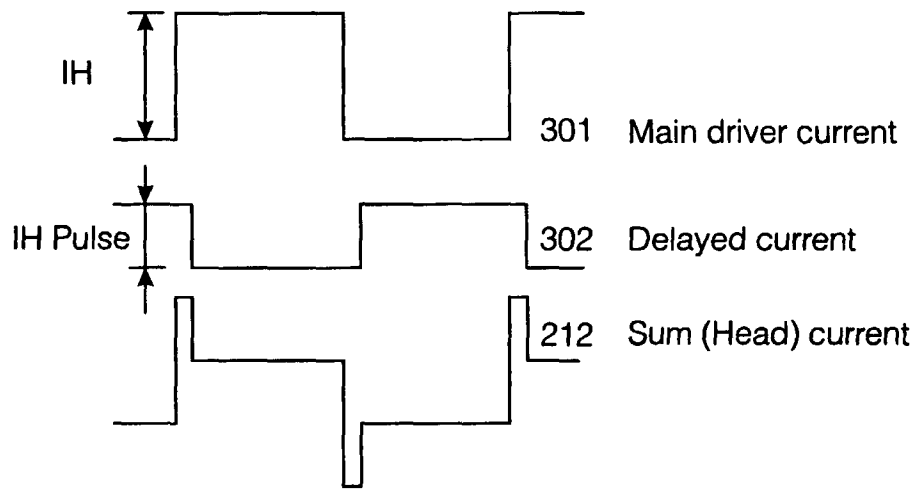 IH
301 Main driver current
IH Pulse
302 Delayed current
212 Sum (Head) current